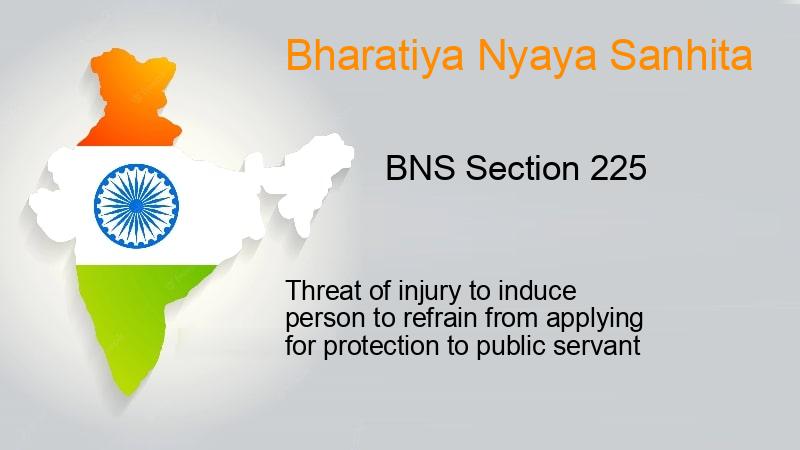 Bharatiya Nyaya Sanhita
BNS Section 225
Threat of injury to induce
person to refrain from applying
for protection to public servant